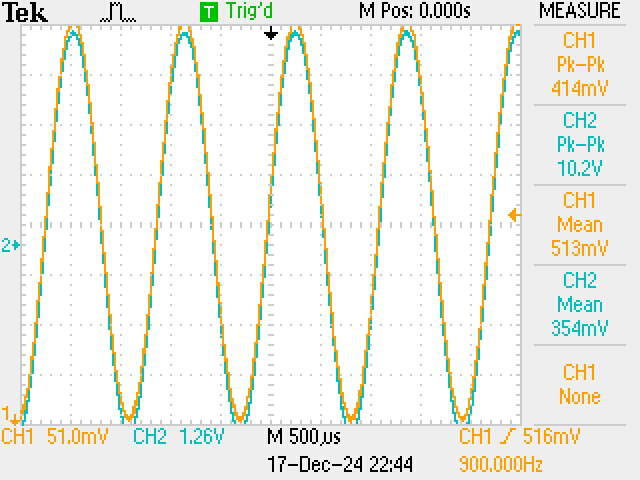 Tek T Trig'd M Pos: 0.000s MEASURE
CH1
Pk-Pk
414mV
CH2
Pk-Pk
10.2V
CH1
Mean
513mV
2
CH2
Mean
354mV
CH1
None
1
CH1 51.0mV CH2 1.26V M 500µs CH1 516mV
17-Dec-24 22:44 900.000Hz